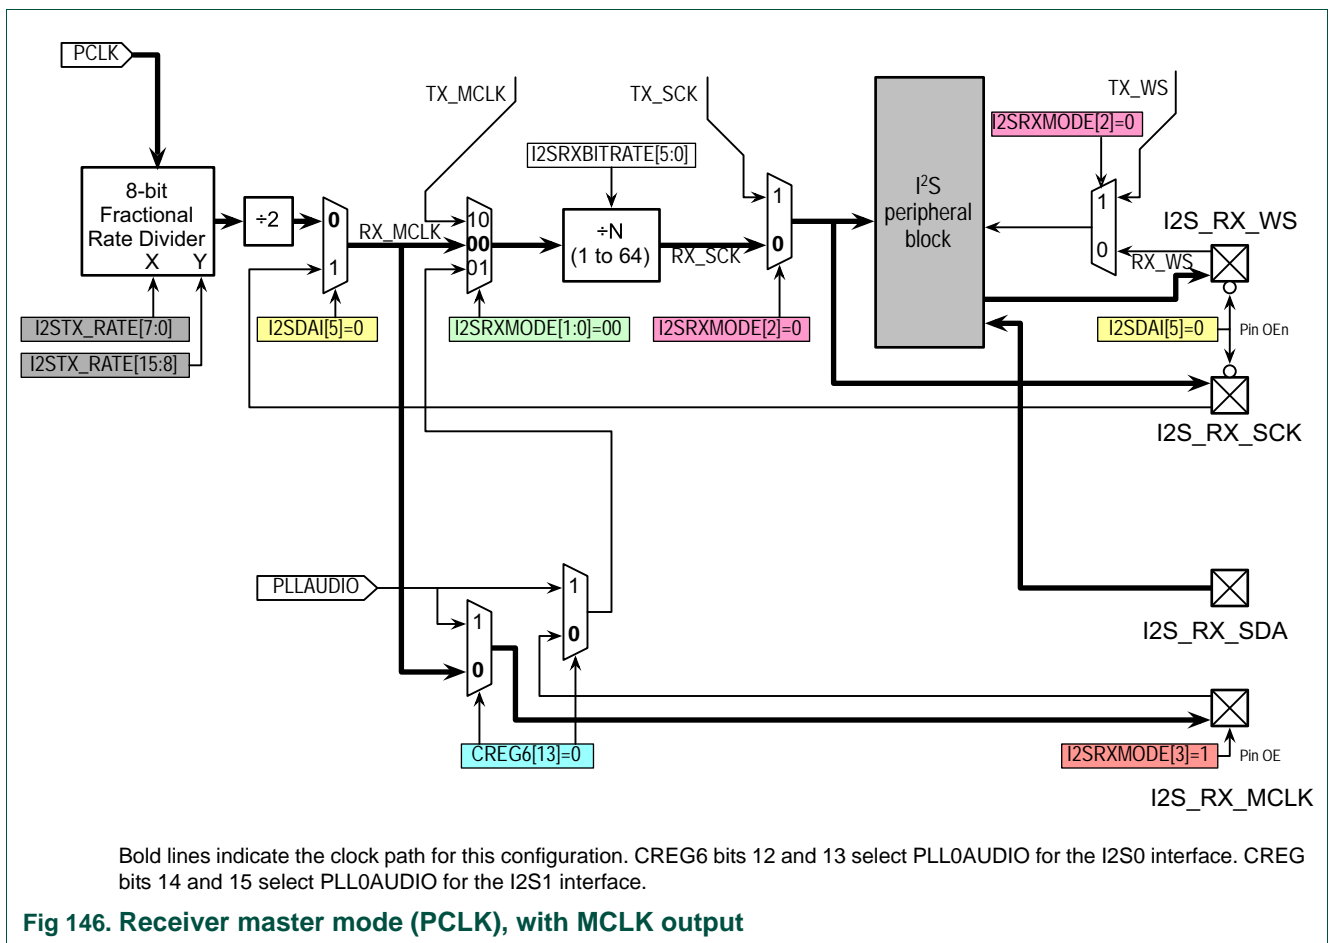 PCLK
TX_MCLK
TX_SCK
TX_WS
I2SRXMODE[2]=0
I2SRXBITRATE[5:0]
8-bit
Fractional
Rate Divider
X Y
÷2
0
1
RX_MCLK
10
00
01
÷N
(1 to 64)
RX_SCK
1
0
I²S
peripheral
block
1
0
RX_WS
I2S_RX_WS
I2STX_RATE[7:0]
I2STX_RATE[15:8]
I2SDAI[5]=0
I2SRXMODE[1:0]=00
I2SRXMODE[2]=0
I2SDAI[5]=0
Pin OEn
I2S_RX_SCK
PLLAUDIO
1
0
1
0
I2S_RX_SDA
CREG6[13]=0
I2SRXMODE[3]=1
Pin OE
I2S_RX_MCLK
Bold lines indicate the clock path for this configuration. CREG6 bits 12 and 13 select PLL0AUDIO for the I2S0 interface. CREG
bits 14 and 15 select PLL0AUDIO for the I2S1 interface.
Fig 146. Receiver master mode (PCLK), with MCLK output